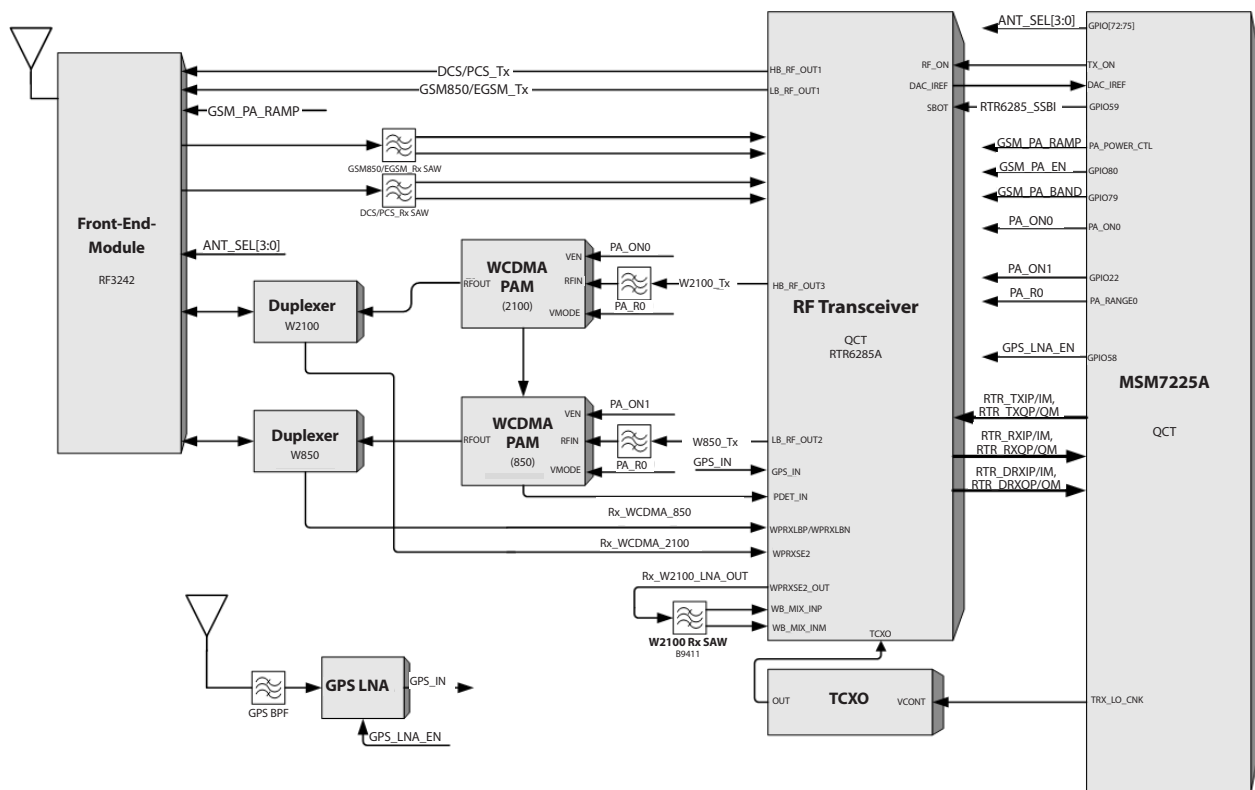 Front-End-
Module
RF3242
DCS/PCS_Tx
GSM850/EGSM_Tx
GSM_PA_RAMP
GSM850/EGSM_Rx SAW
DCS/PCS_Rx SAW
ANT_SEL[3:0]
Duplexer
W2100
Duplexer
W850
WCDMA
PAM
(2100)
RFOUT
VEN
RFIN
VMODE
PA_ON0
W2100_Tx
PA_R0
WCDMA
PAM
(850)
RFOUT
VEN
RFIN
VMODE
PA_ON1
W850_Tx
PA_R0
GPS_IN
Rx_WCDMA_850
Rx_WCDMA_2100
Rx_W2100_LNA_OUT
W2100 Rx SAW
B9411
GPS BPF
GPS LNA
GPS_IN
GPS_LNA_EN
RF Transceiver
QCT
RTR6285A
HB_RF_OUT1
LB_RF_OUT1
HB_RF_OUT3
LB_RF_OUT2
GPS_IN
PDET_IN
WPRXLBP/WPRXLBN
WPRXSE2
WPRXSE2_OUT
WB_MIX_INP
WB_MIX_INM
TCXO
RF_ON
DAC_IREF
SBOT
TCXO
OUT
VCONT
ANT_SEL[3:0]
RTR6285_SSBI
GSM_PA_RAMP
GSM_PA_EN
GSM_PA_BAND
PA_ON0
PA_ON1
PA_R0
GPS_LNA_EN
RTR_TXIP/IM,
RTR_TXQP/QM
RTR_RXIP/IM,
RTR_RXQP/QM
RTR_DRXIP/IM,
RTR_DRXQP/QM
GPIO[72:75]
TX_ON
DAC_IREF
GPIO59
PA_POWER_CTL
GPIO80
GPIO79
PA_ON0
GPIO22
PA_RANGE0
GPIO58
MSM7225A
QCT
TRX_LO_CNK